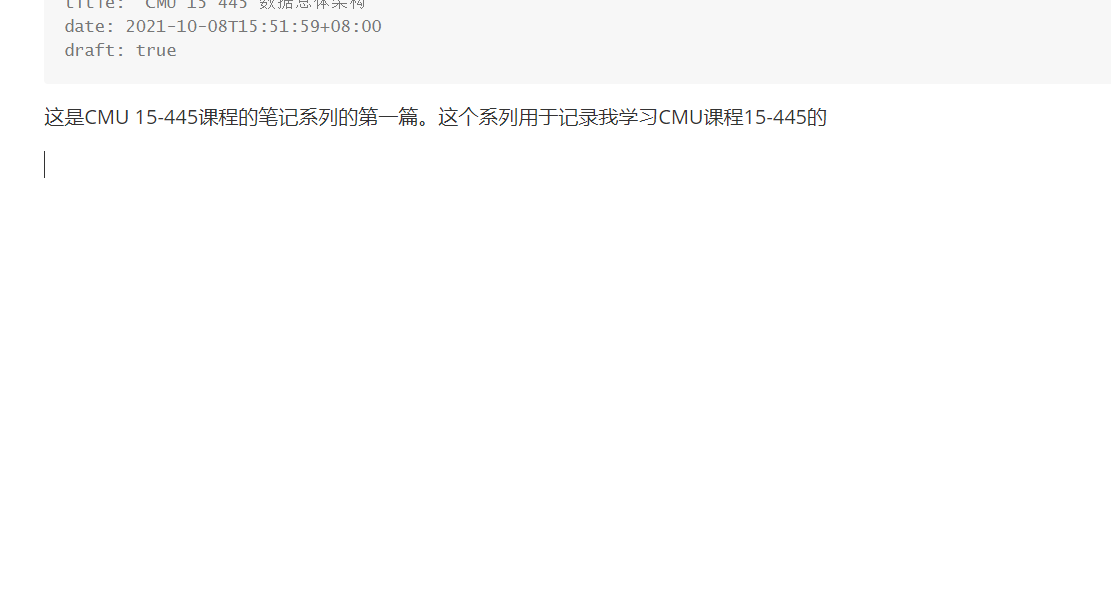 title: "CMU 15 445 数据总体架构
date: 2021-10-08T15:51:59+08:00
draft: true
这是CMU 15-445课程的笔记系列的第一篇。这个系列用于记录我学习CMU课程15-445的